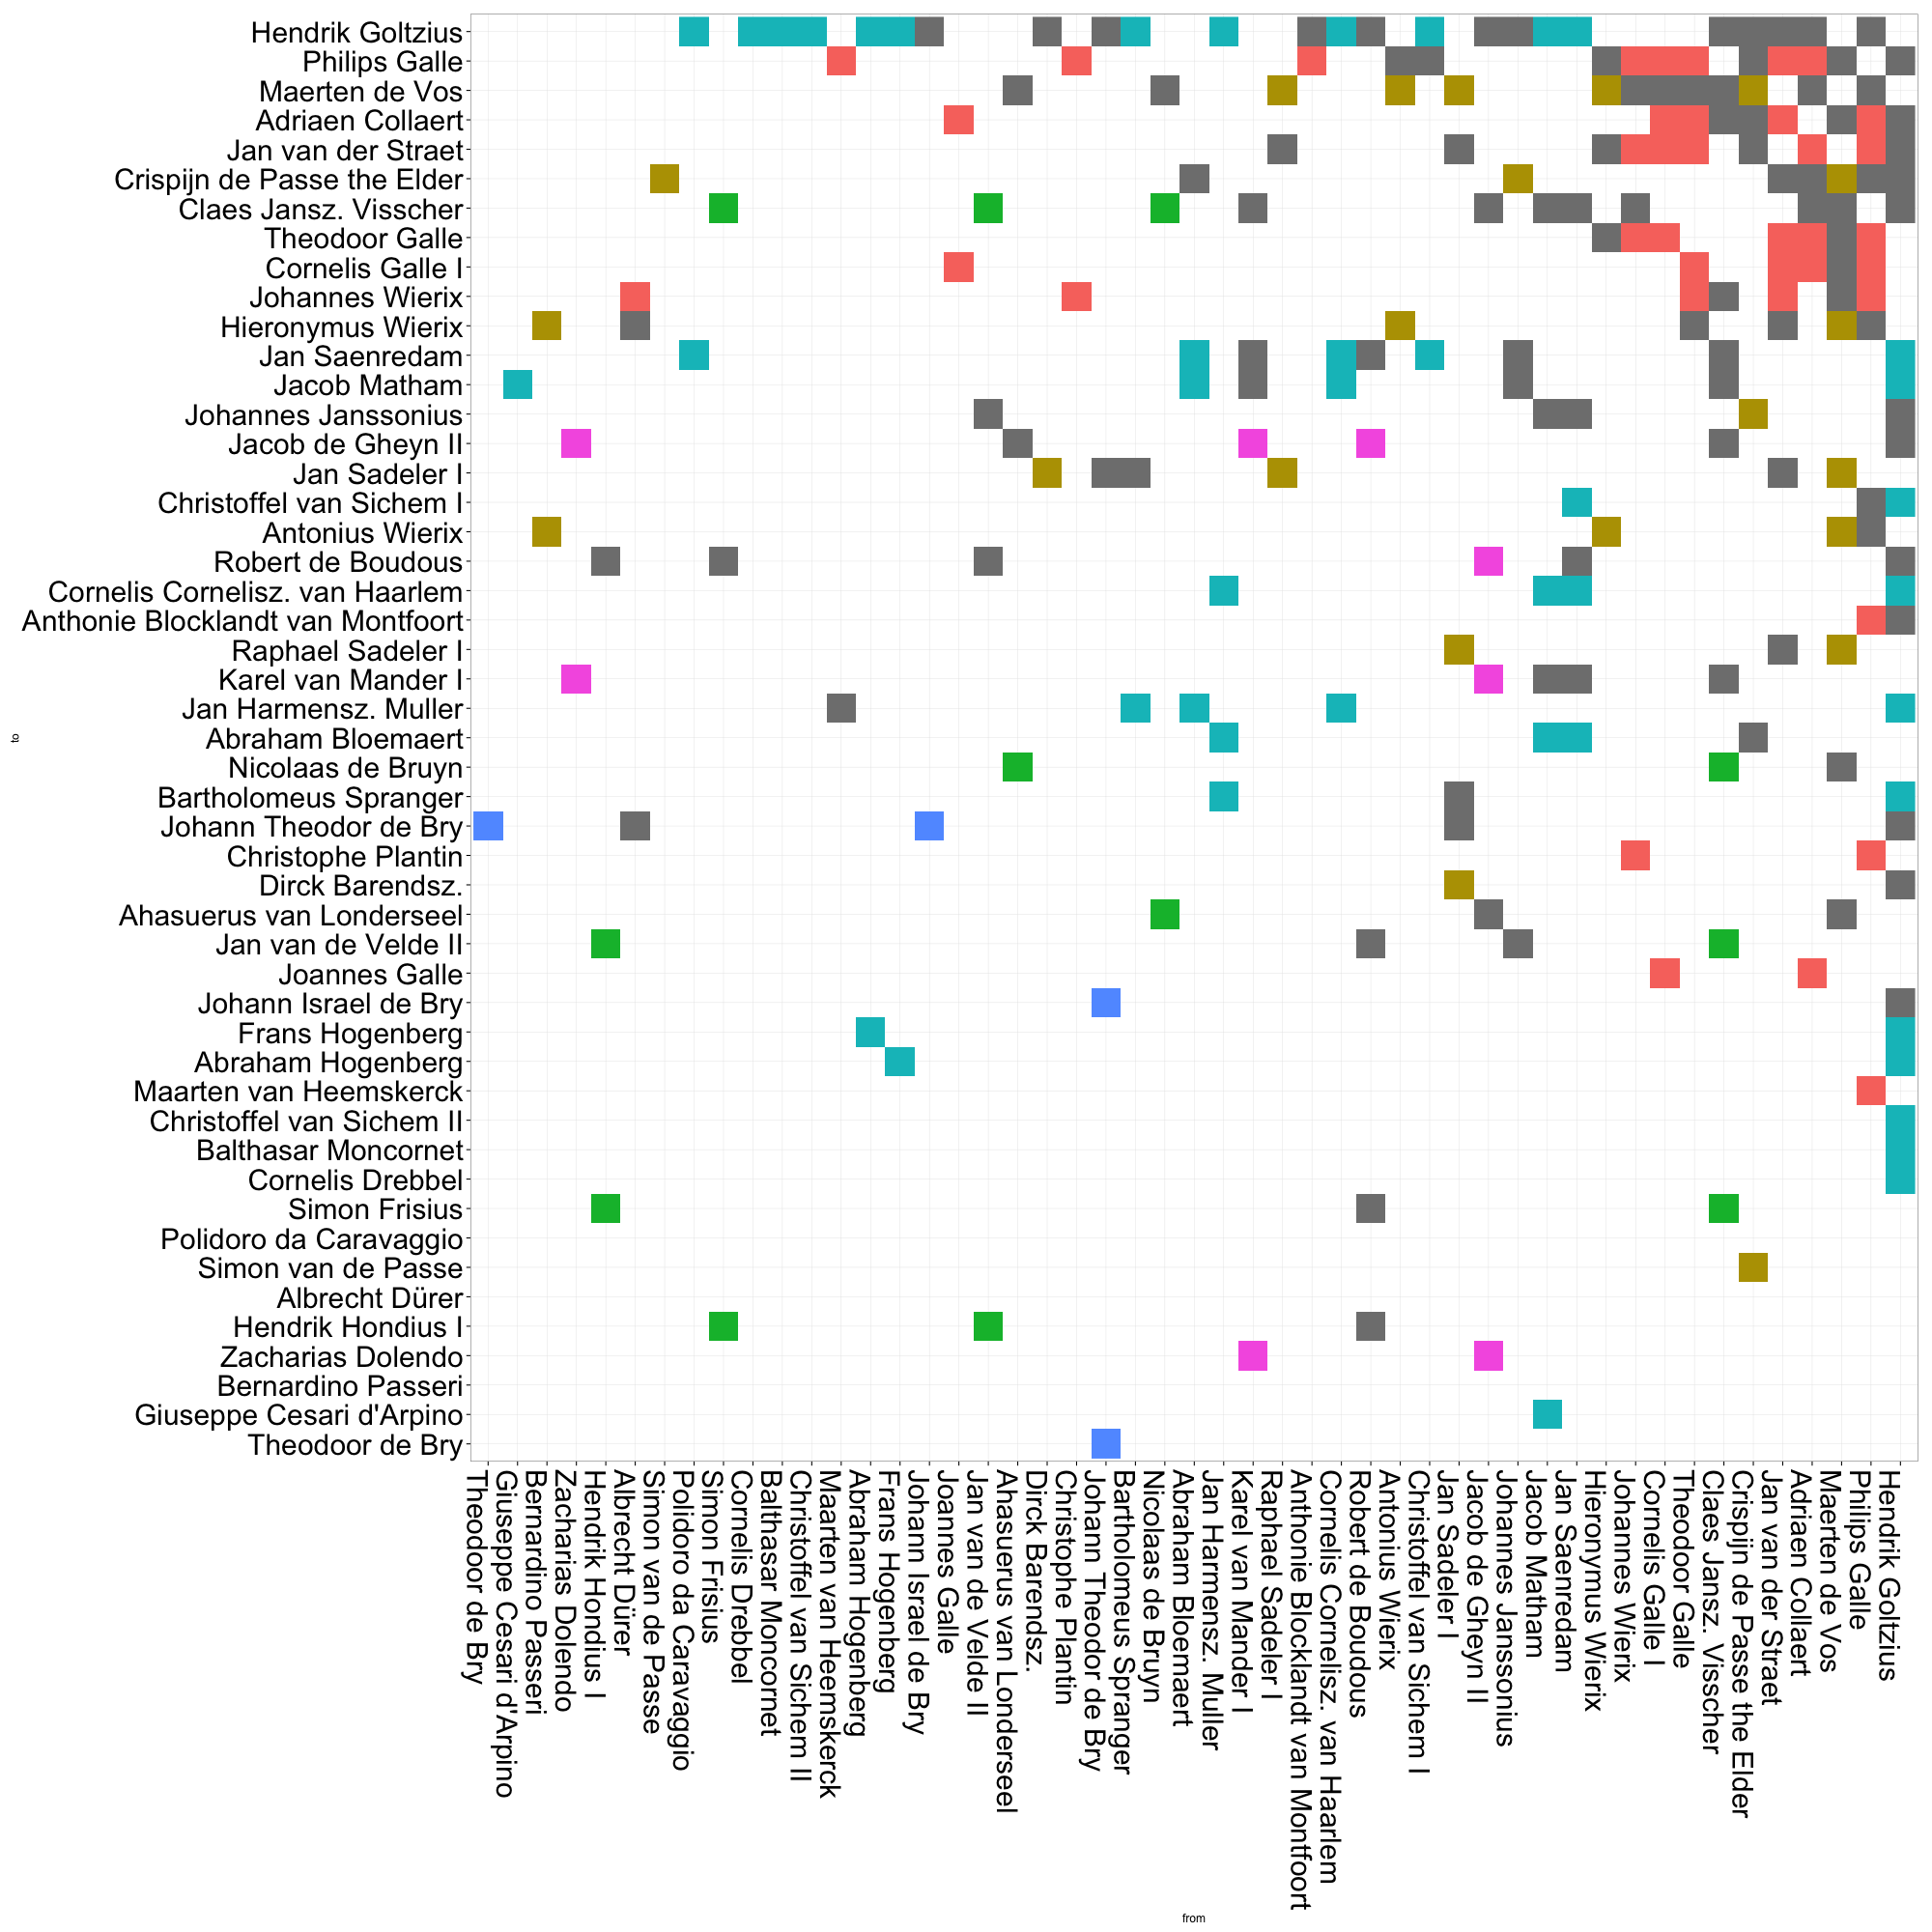 Hendrik Goltzius
Philips Galle
Maerten de Vos
Adriaen Collaert
Jan van der Straet
Crispijn de Passe the Elder
Claes Jansz. Visscher
Theodoor Galle
Cornelis Galle I
Johannes Wierix
Hieronymus Wierix
Jan Saenredam
Jacob Matham
Johannes Janssonius
Jacob de Gheyn II
Jan Sadeler I
Christoffel van Sichem I
Antonius Wierix
Robert de Boudous
Cornelis Cornelisz. van Haarlem
Anthonie Blocklandt van Montfoort
Raphael Sadeler I
Karel van Mander I
Jan Harmensz. Muller
Abraham Bloemaert
Nicolaas de Bruyn
Bartholomeus Spranger
Johann Theodor de Bry
Christophe Plantin
Dirck Barendsz.
Ahasuerus van Londerseel
Jan van de Velde II
Joannes Galle
Johann Israel de Bry
Frans Hogenberg
Abraham Hogenberg
Maarten van Heemskerck
Christoffel van Sichem II
Balthasar Moncornet
Cornelis Drebbel
Simon Frisius
Polidoro da Caravaggio
Simon van de Passe
Albrecht Dürer
Hendrik Hondius I
Zacharias Dolendo
Bernardino Passeri
Giuseppe Cesari d'Arpino
Theodoor de Bry
to
Theodoor de Bry
Giuseppe Cesari d'Arpino
Bernardino Passeri
Zacharias Dolendo
Hendrik Hondius I
Albrecht Dürer
Simon van de Passe
Polidoro da Caravaggio
Simon Frisius
Cornelis Drebbel
Balthasar Moncornet
Christoffel van Sichem II
Maarten van Heemskerck
Abraham Hogenberg
Frans Hogenberg
Johann Israel de Bry
Joannes Galle
Jan van de Velde II
Ahasuerus van Londerseel
Dirck Barendsz.
Christophe Plantin
Johann Theodor de Bry
Bartholomeus Spranger
Nicolaas de Bruyn
Abraham Bloemaert
Jan Harmensz. Muller
Karel van Mander I
Raphael Sadeler I
Anthonie Blocklandt van Montfoort
Cornelis Cornelisz. van Haarlem
Robert de Boudous
Antonius Wierix
Christoffel van Sichem I
Jan Sadeler I
Jacob de Gheyn II
Johannes Janssonius
Jacob Matham
Jan Saenredam
Hieronymus Wierix
Johannes Wierix
Cornelis Galle I
Theodoor Galle
Claes Jansz. Visscher
Crispijn de Passe the Elder
Jan van der Straet
Adriaen Collaert
Maerten de Vos
Philips Galle
Hendrik Goltzius
from